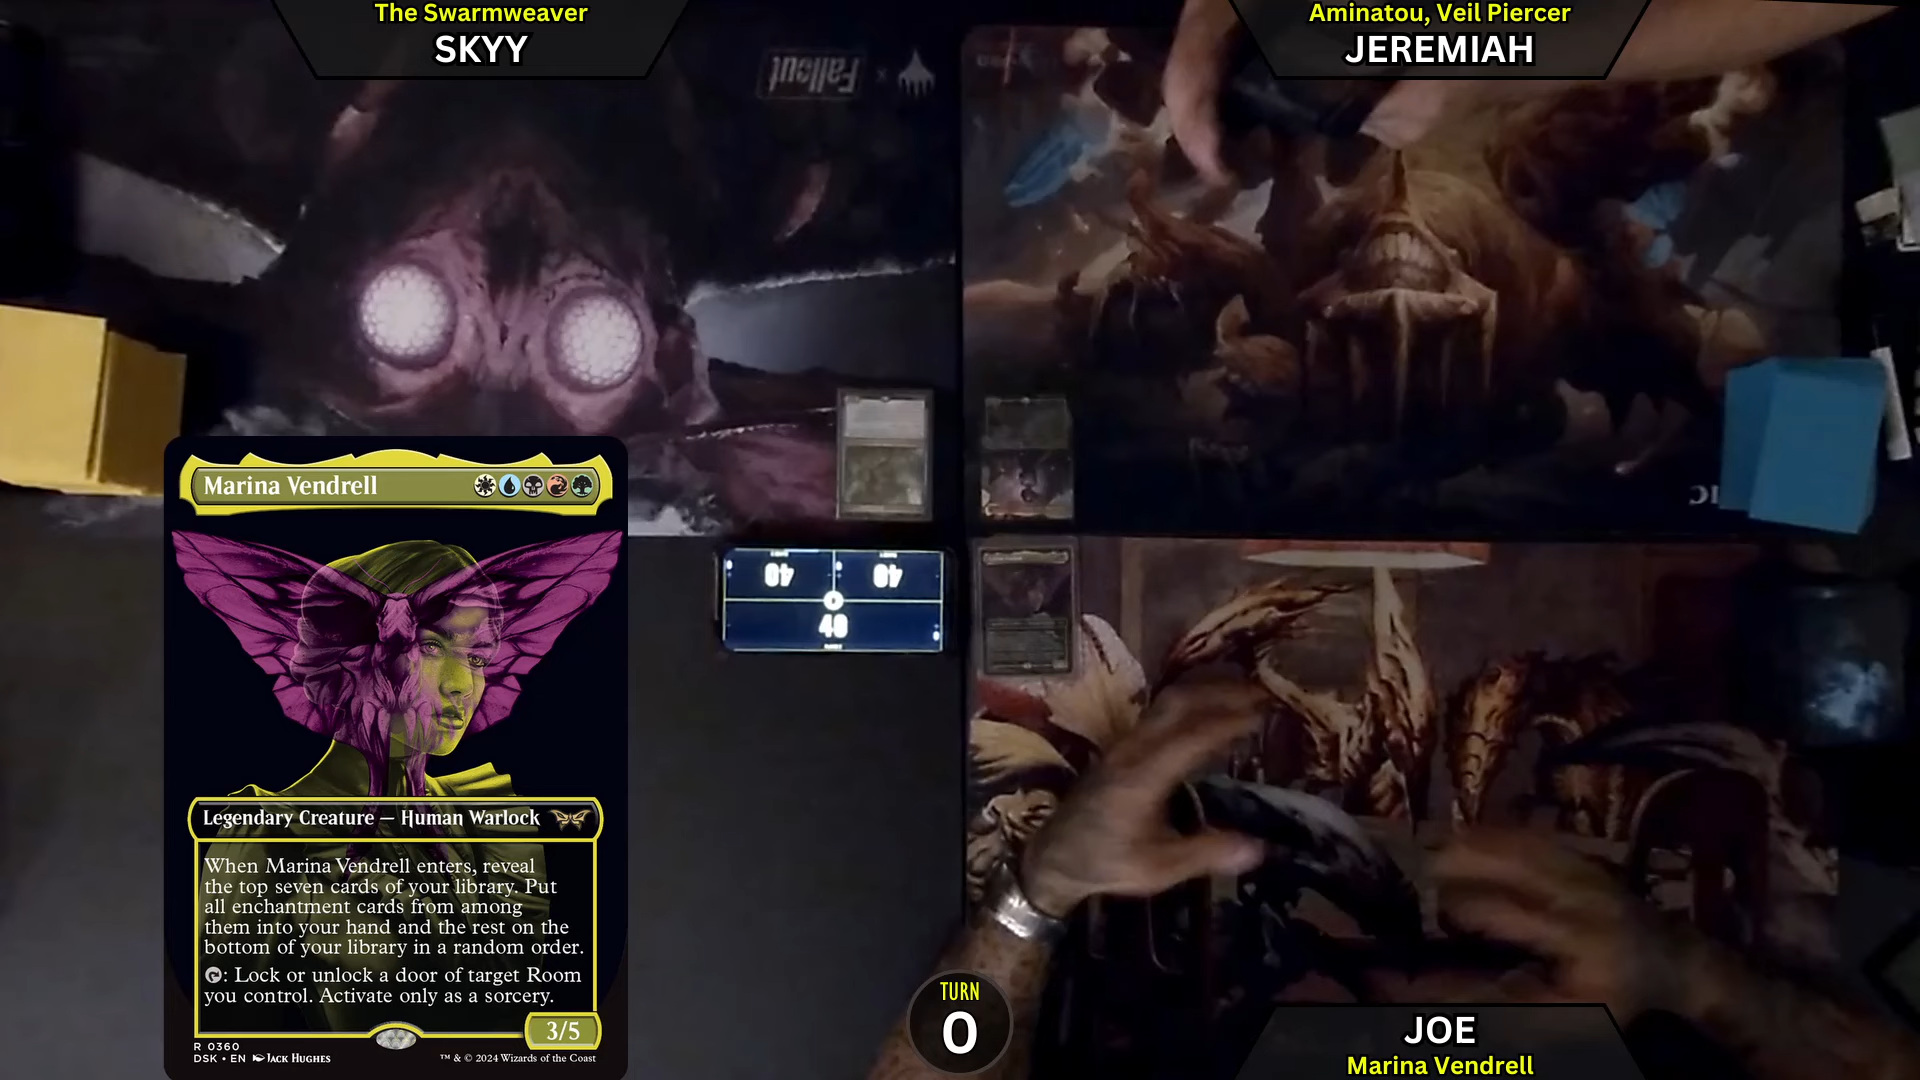 The Swarmweaver
SKYY
Aminatou, Veil Piercer
JEREMIAH
Fallout
Marina Vendrell
Legendary Creature — Human Warlock
When Marina Vendrell enters, reveal
the top seven cards of your library. Put
all enchantment cards from among
them into your hand and the rest on the
bottom of your library in a random order.
: Lock or unlock a door of target Room
you control. Activate only as a sorcery.
3/5
R 0360
DSK • EN JACK HUGHES
™ & © 2024 Wizards of the Coast
40
40
40
TURN
0
JOE
Marina Vendrell